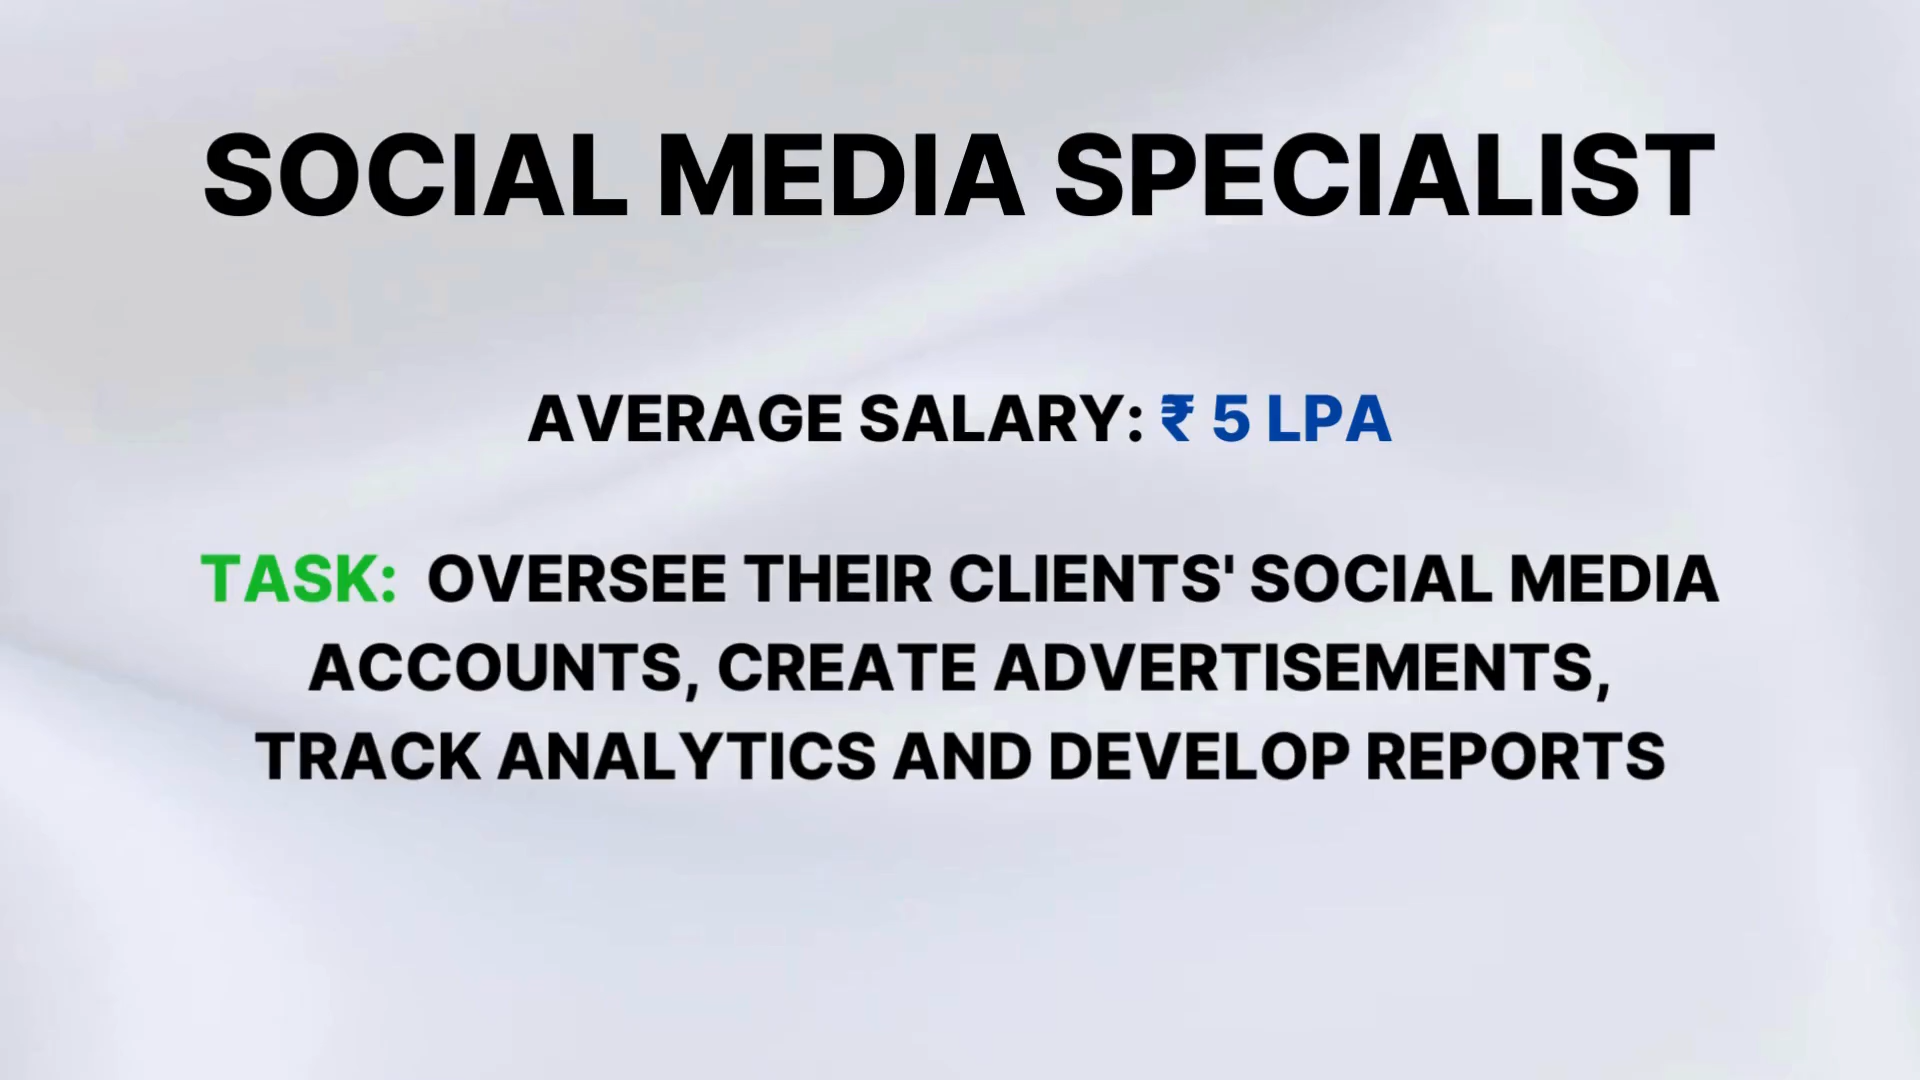 SOCIAL MEDIA SPECIALIST
AVERAGE SALARY: ₹ 5 LPA
TASK: OVERSEE THEIR CLIENTS' SOCIAL MEDIA
ACCOUNTS, CREATE ADVERTISEMENTS,
TRACK ANALYTICS AND DEVELOP REPORTS